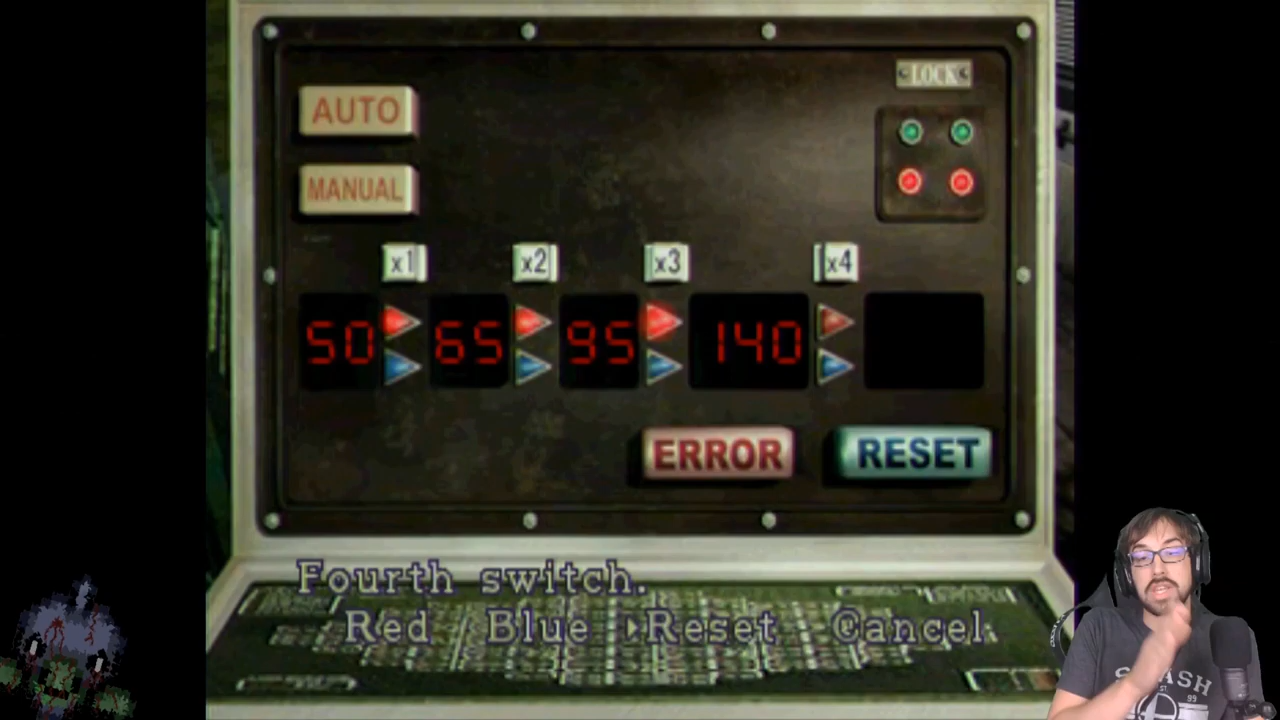 LOCK
AUTO
MANUAL
x1 x2 x3 x4
50 65 95 140
ERROR RESET
Fourth switch.
Red Blue Reset Cancel
99